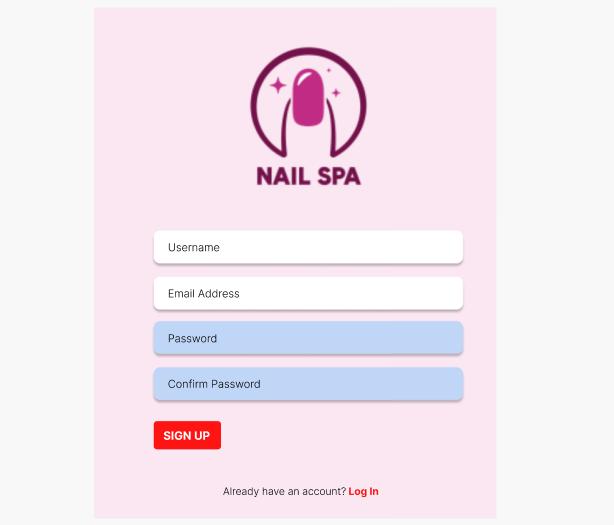 NAIL SPA
Username
Email Address
Password
Confirm Password
SIGN UP
Already have an account? Log In